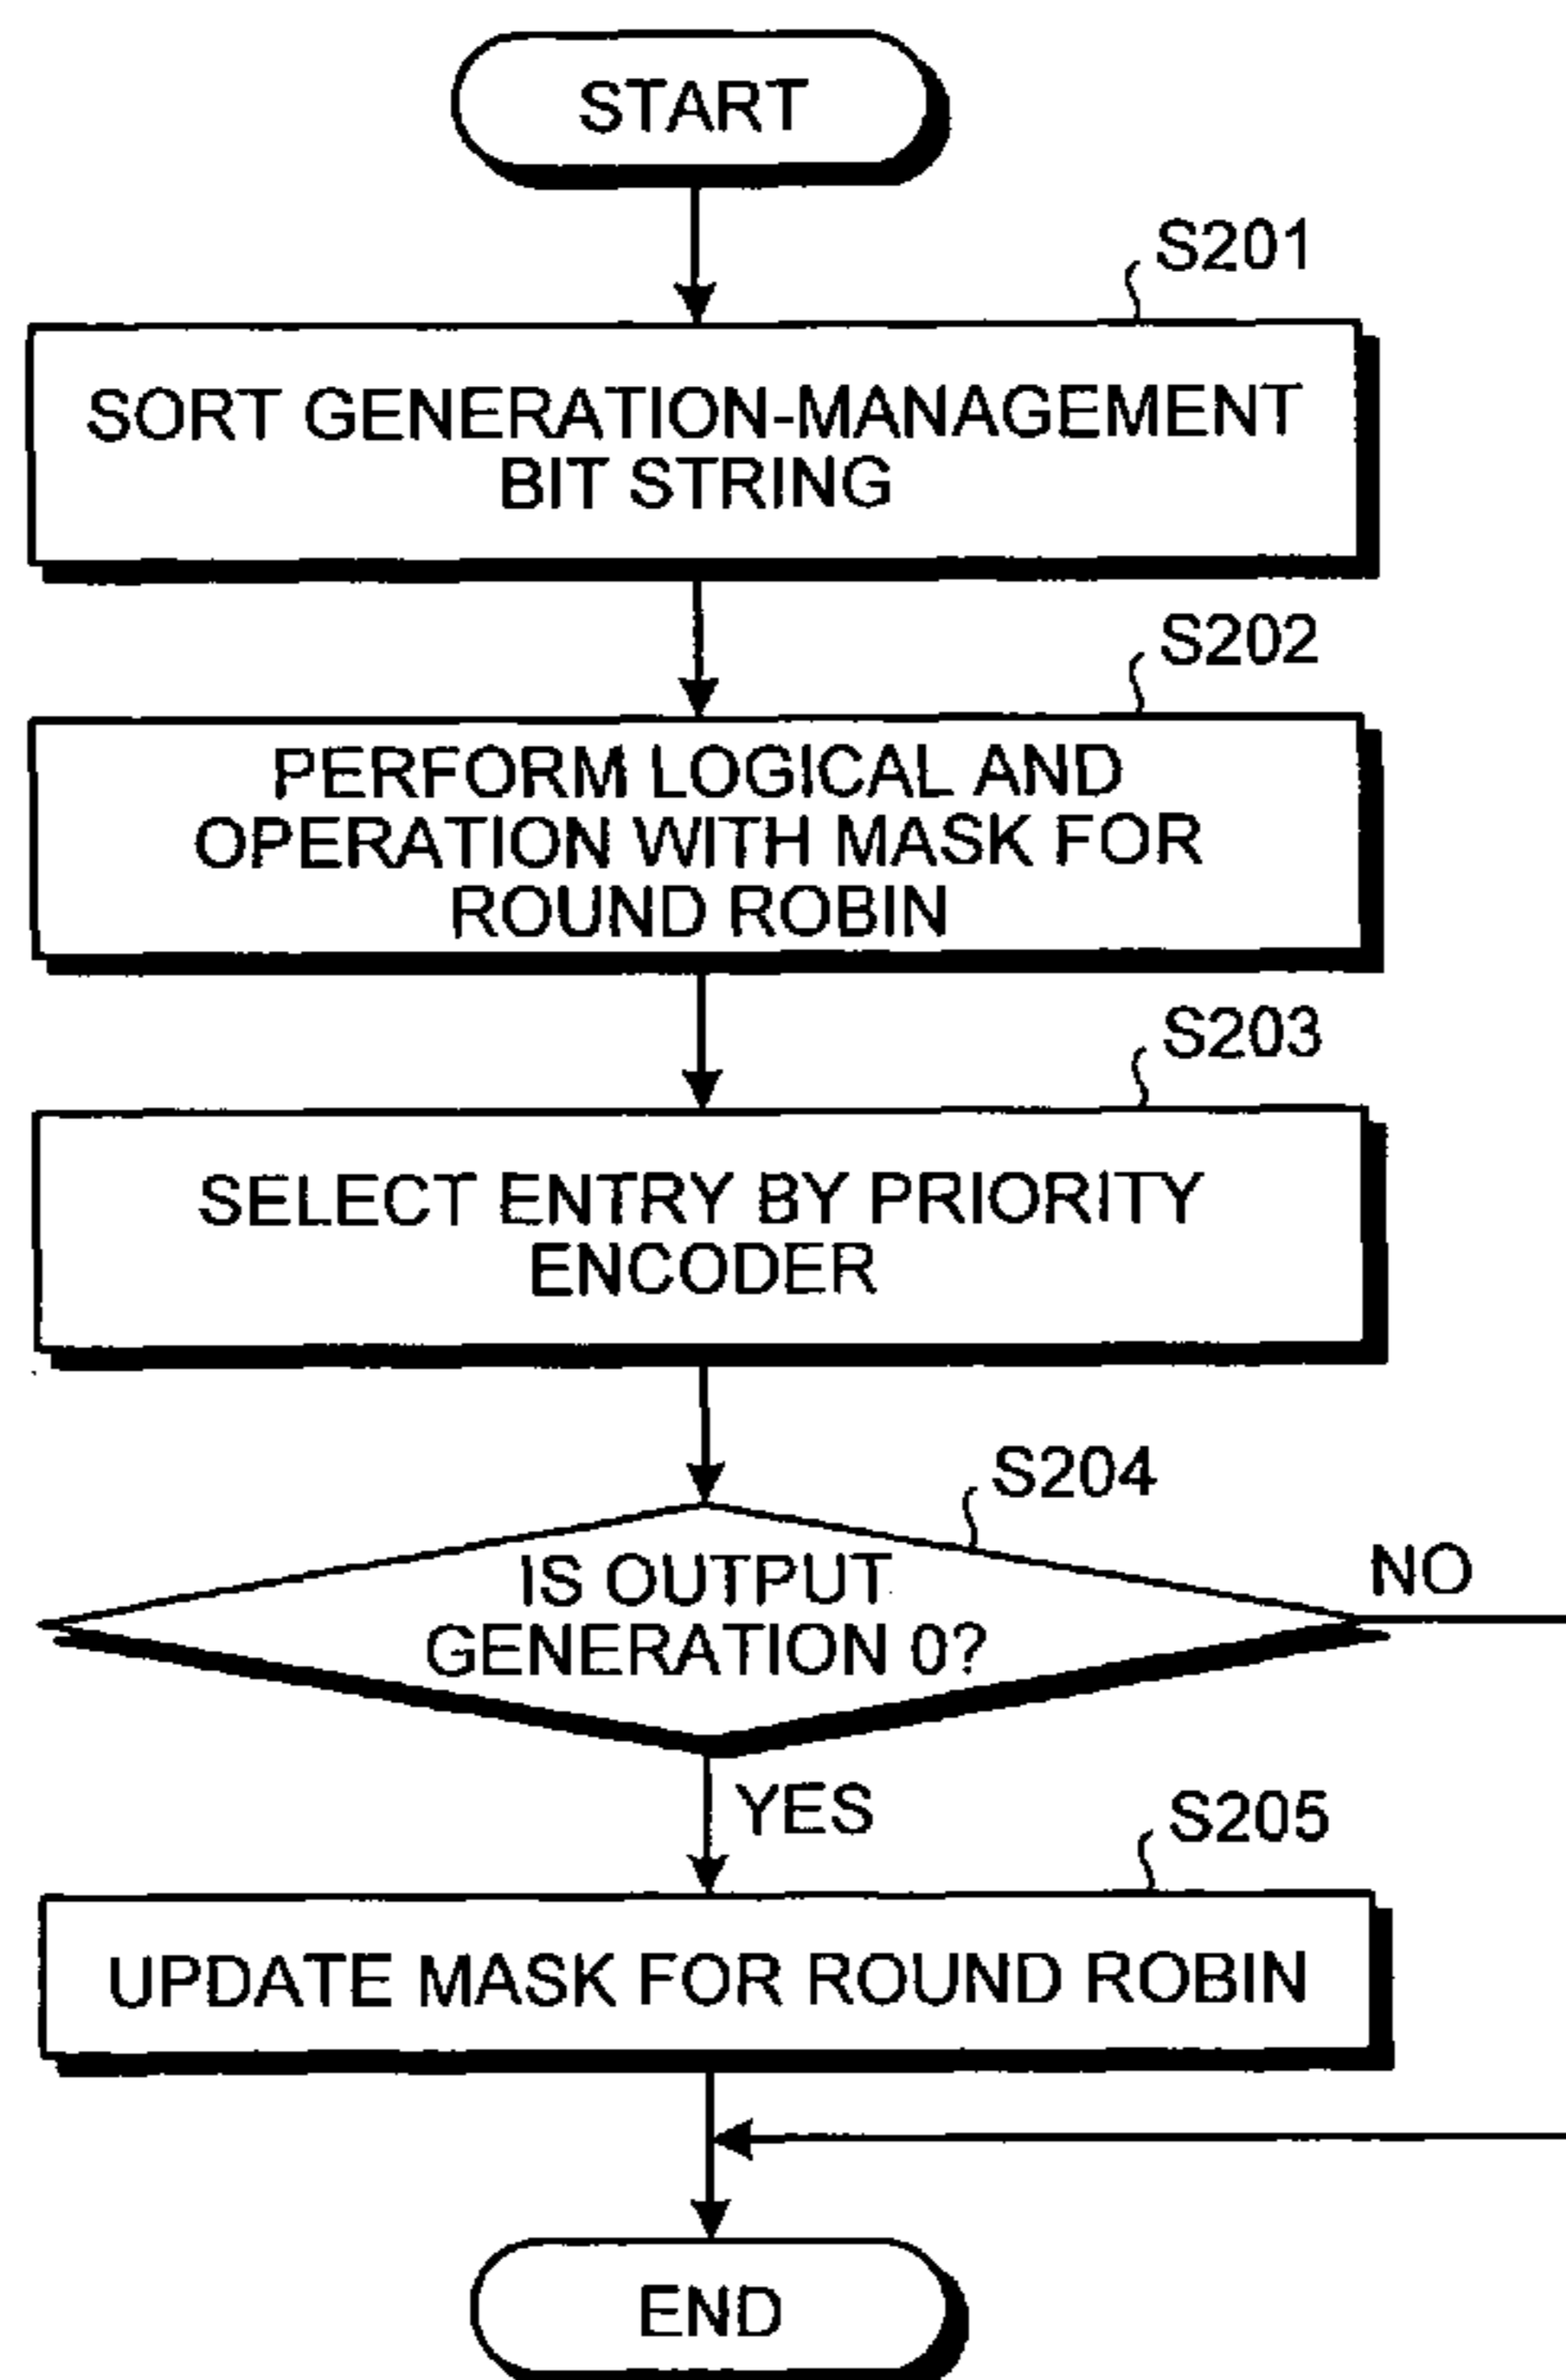 START
S201
SORT GENERATION-MANAGEMENT
BIT STRING
S202
PERFORM LOGICAL AND
OPERATION WITH MASK FOR
ROUND ROBIN
S203
SELECT ENTRY BY PRIORITY
ENCODER
S204
IS OUTPUT
GENERATION 0?
NO
YES
S205
UPDATE MASK FOR ROUND ROBIN
END